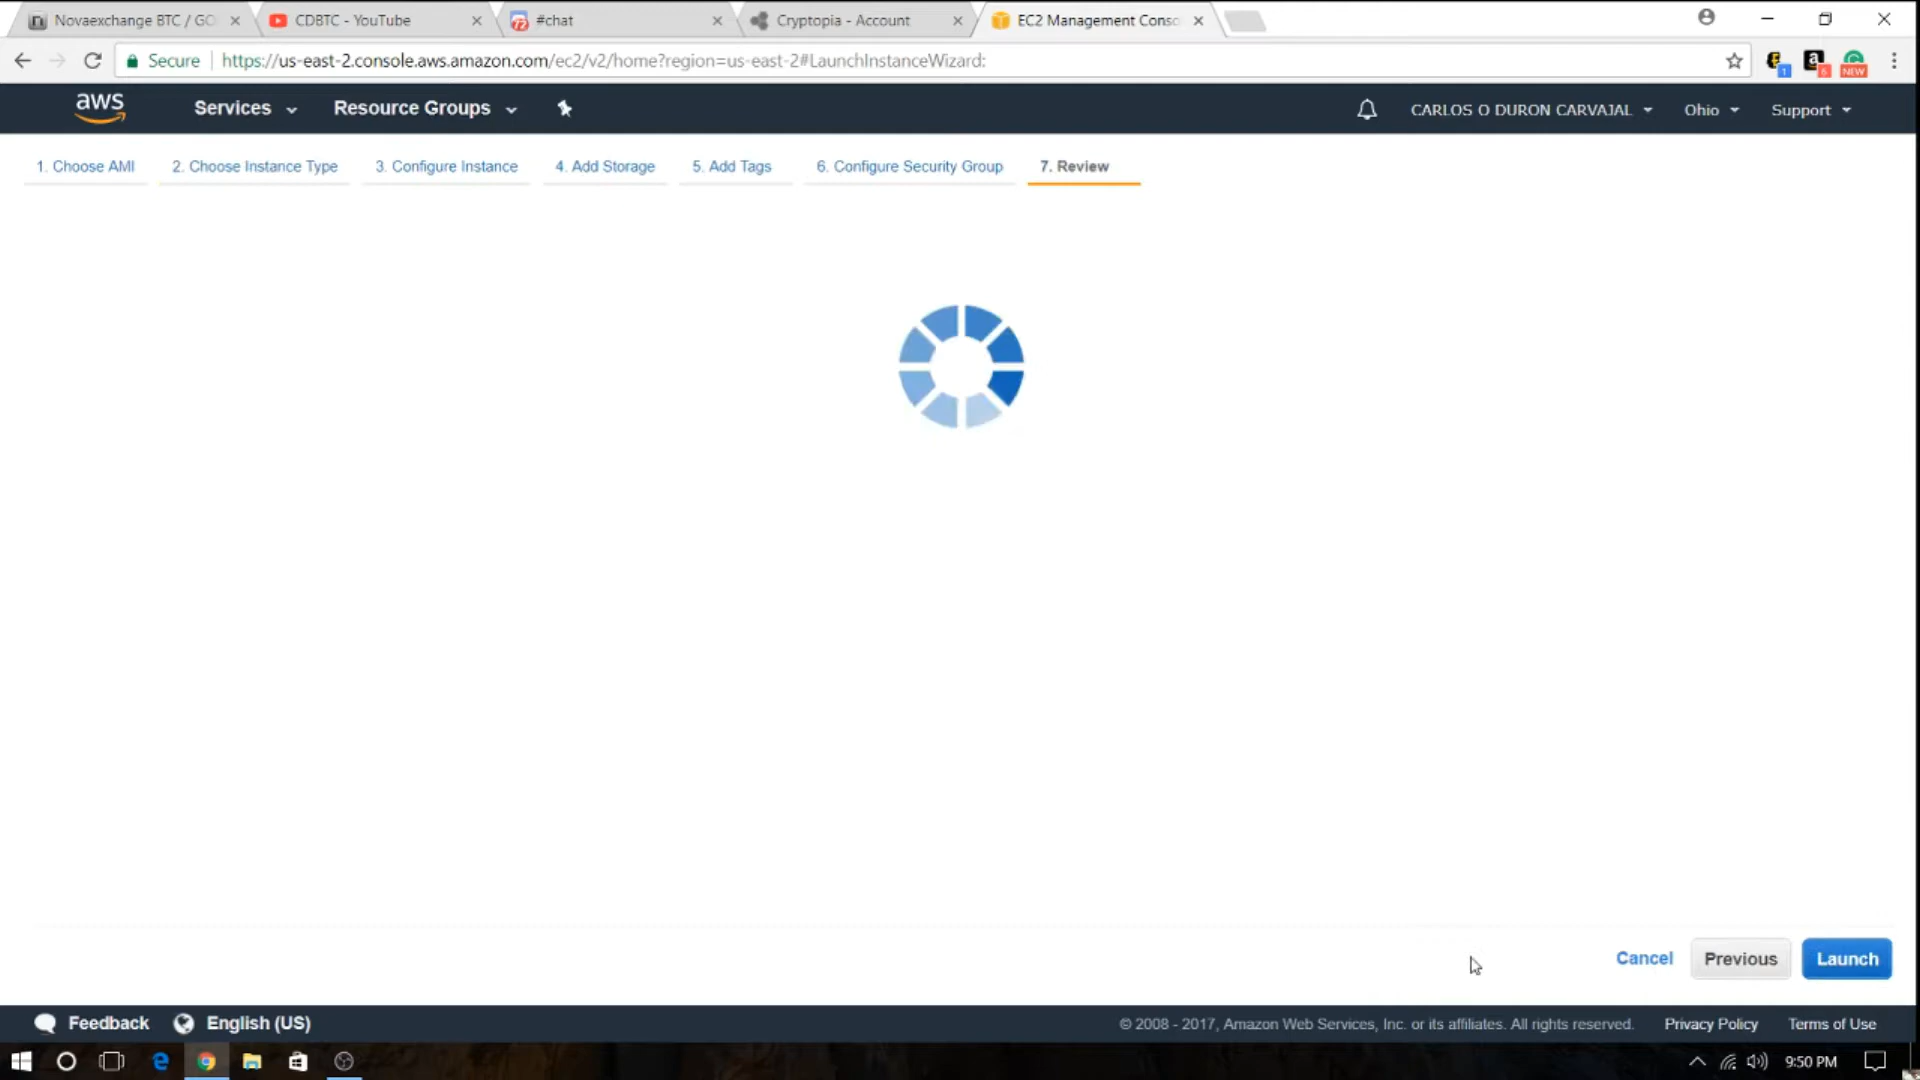 Novaexchange BTC / GO
CDBTC - YouTube
#chat
Cryptopia - Account
EC2 Management Conso
Secure
https://us-east-2.console.aws.amazon.com/ec2/v2/home?region=us-east-2#LaunchInstanceWizard:
1
6
NEW
aws
Services
Resource Groups
CARLOS O DURON CARVAJAL
Ohio
Support
1. Choose AMI
2. Choose Instance Type
3. Configure Instance
4. Add Storage
5. Add Tags
6. Configure Security Group
7. Review
Cancel
Previous
Launch
Feedback
English (US)
© 2008 - 2017, Amazon Web Services, Inc. or its affiliates. All rights reserved.
Privacy Policy
Terms of Use
9:50 PM